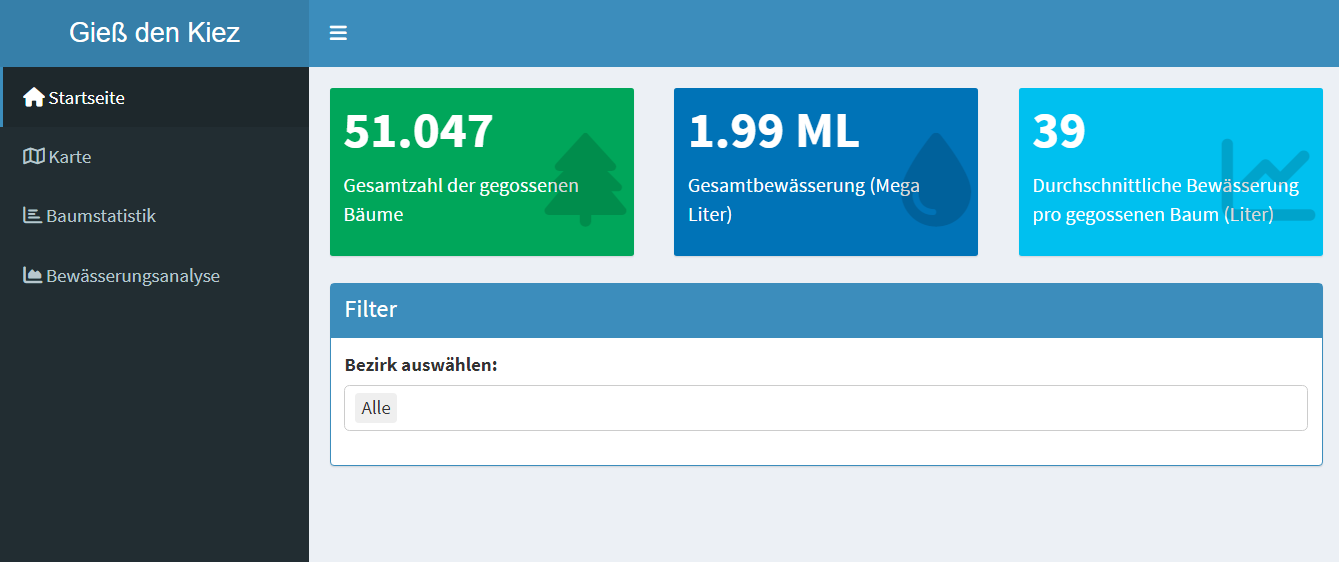 Gieß den Kiez
Startseite
Karte
Baumstatistik
Bewässerungsanalyse
51.047
Gesamtzahl der gegossenen
Bäume
1.99 ML
Gesamtbewässerung (Mega
Liter)
39
Durchschnittliche Bewässerung
pro gegossenen Baum (Liter)
Filter
Bezirk auswählen:
Alle